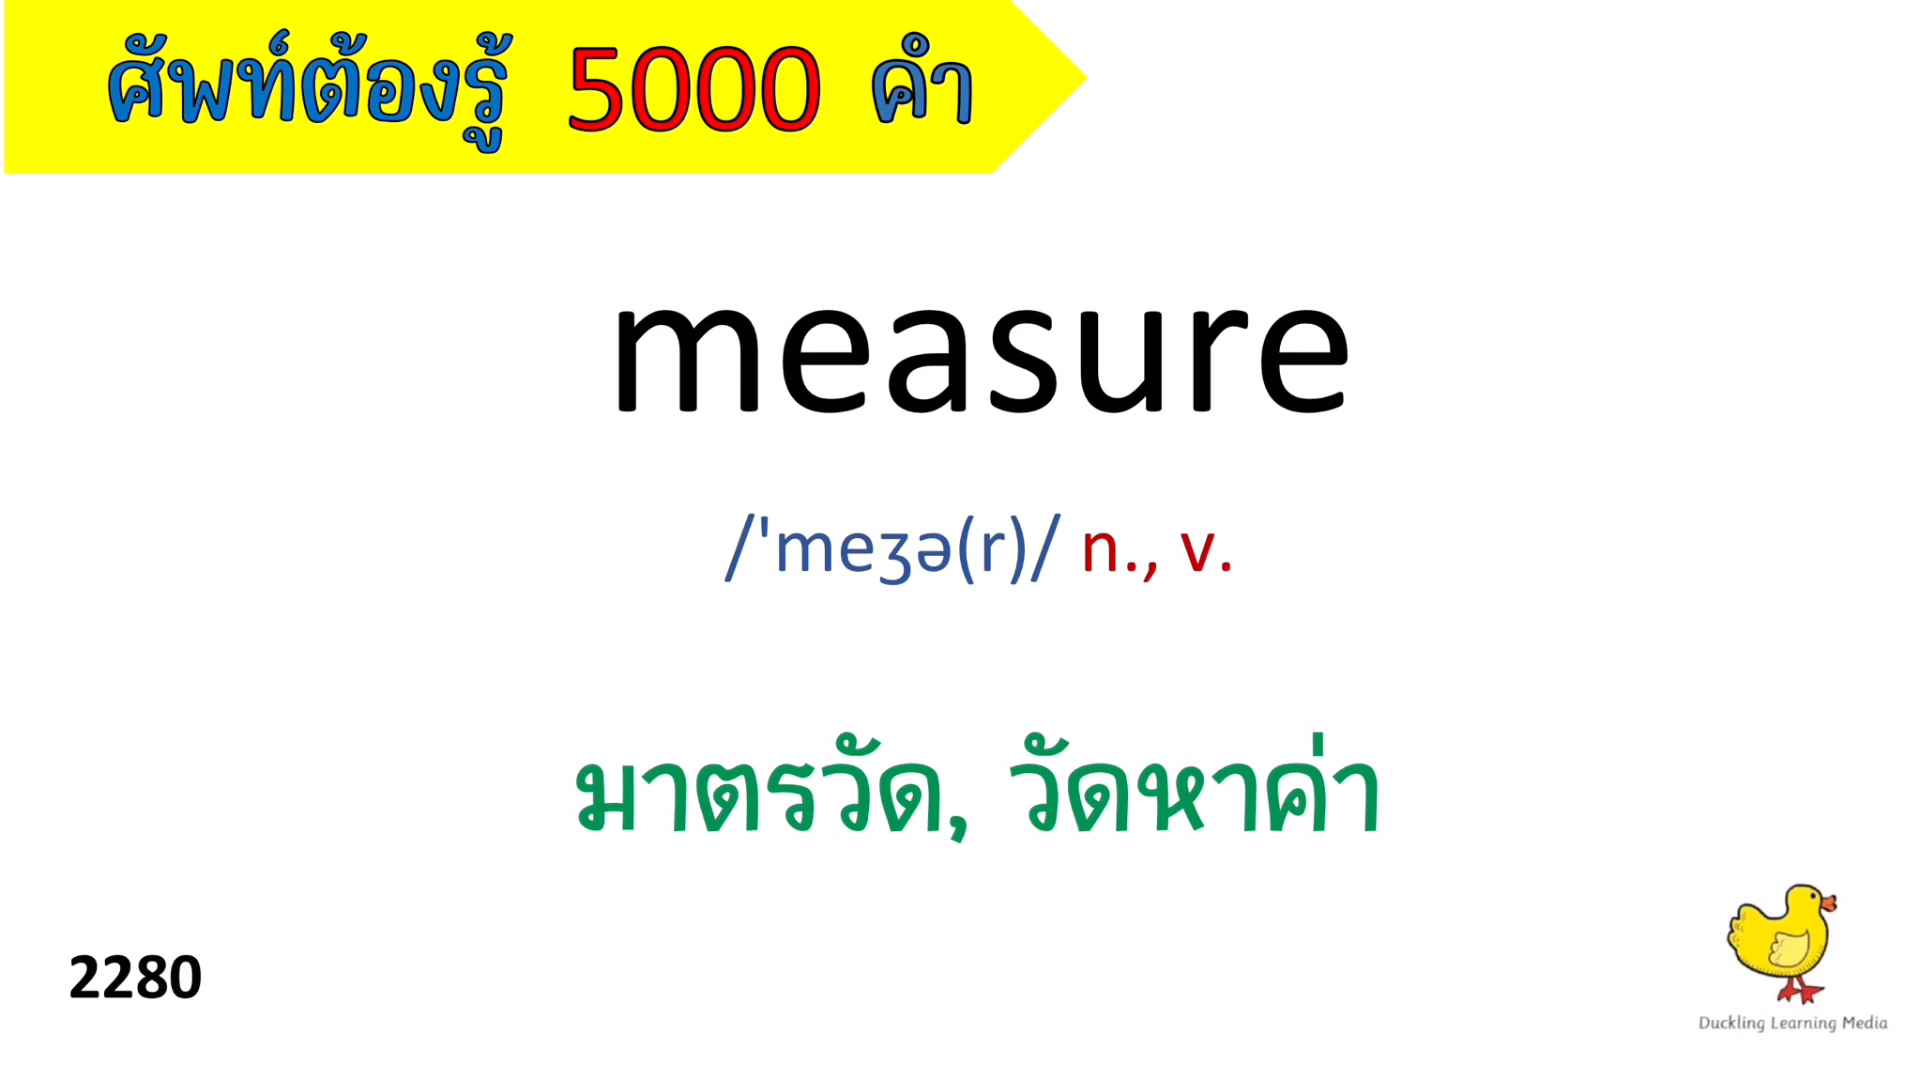 ศัพท์ต้องรู้ 5000 คำ
measure
/'meʒə(r)/ n., v.
มาตรวัด, วัดหาค่า
2280
Duckling Learning Media